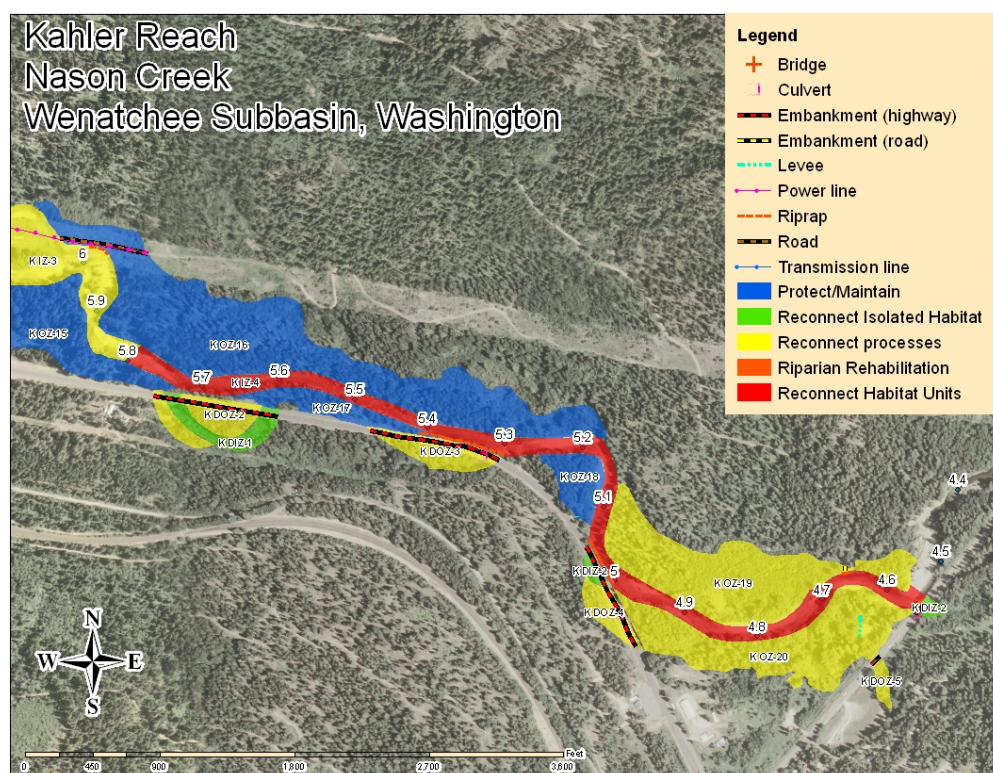 Kahler Reach
Nason Creek
Wenatchee Subbasin, Washington
Legend
Bridge
Culvert
Embankment (highway)
Embankment (road)
Levee
Power line
Riprap
Road
Transmission line
Protect/Maintain
Reconnect Isolated Habitat
Reconnect processes
Riparian Rehabilitation
Reconnect Habitat Units
KIZ-3
6
5.9
KOZ-15
5.8
KOZ-16
5.7
KIZ-4
5.6
5.5
KOZ-17
KDOZ-2
KDIZ-1
5.4
5.3
KDOZ-3
5.2
KOZ-18
5.1
4.4
4.5
KDIZ-2
5
KOZ-19
4.7
4.6
KDIZ-2
KDOZ-4
4.9
4.8
KOZ-20
KDOZ-5
N
W E
S
Feet
0 450 900 1,800 2,700 3,600